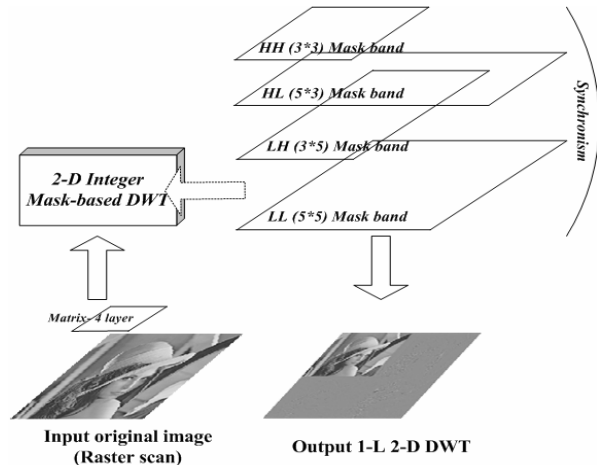 HH (3*3) Mask band
HL (5*3) Mask band
LH (3*5) Mask band
LL (5*5) Mask band
Synchronism
2-D Integer
Mask-based DWT
Matrix- 4 layer
Input original image
(Raster scan)
Output 1-L 2-D DWT